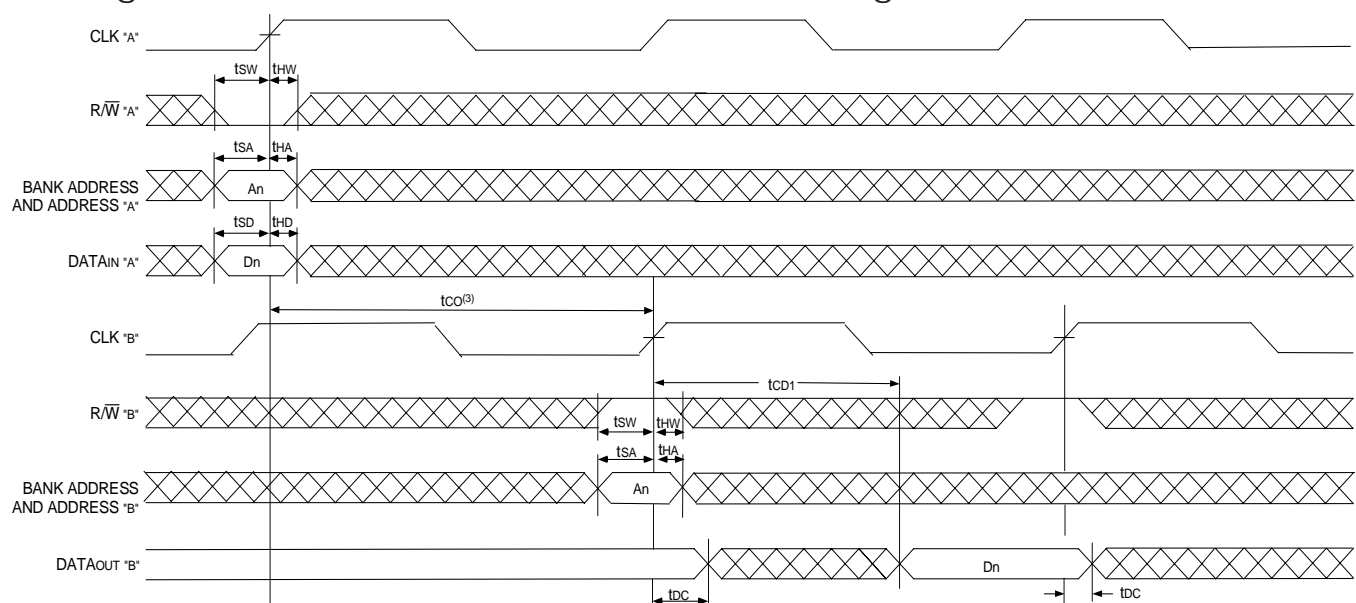 CLK "A"
tSW tHW
R/W̅ "A"
tSA tHA
BANK ADDRESS
AND ADDRESS "A"
An
tSD tHD
DATAIN "A"
Dn
tCO(3)
CLK "B"
tCD1
R/W̅ "B"
tSW tHW
tSA tHA
BANK ADDRESS
AND ADDRESS "B"
An
DATAOUT "B"
Dn
tDC tDC